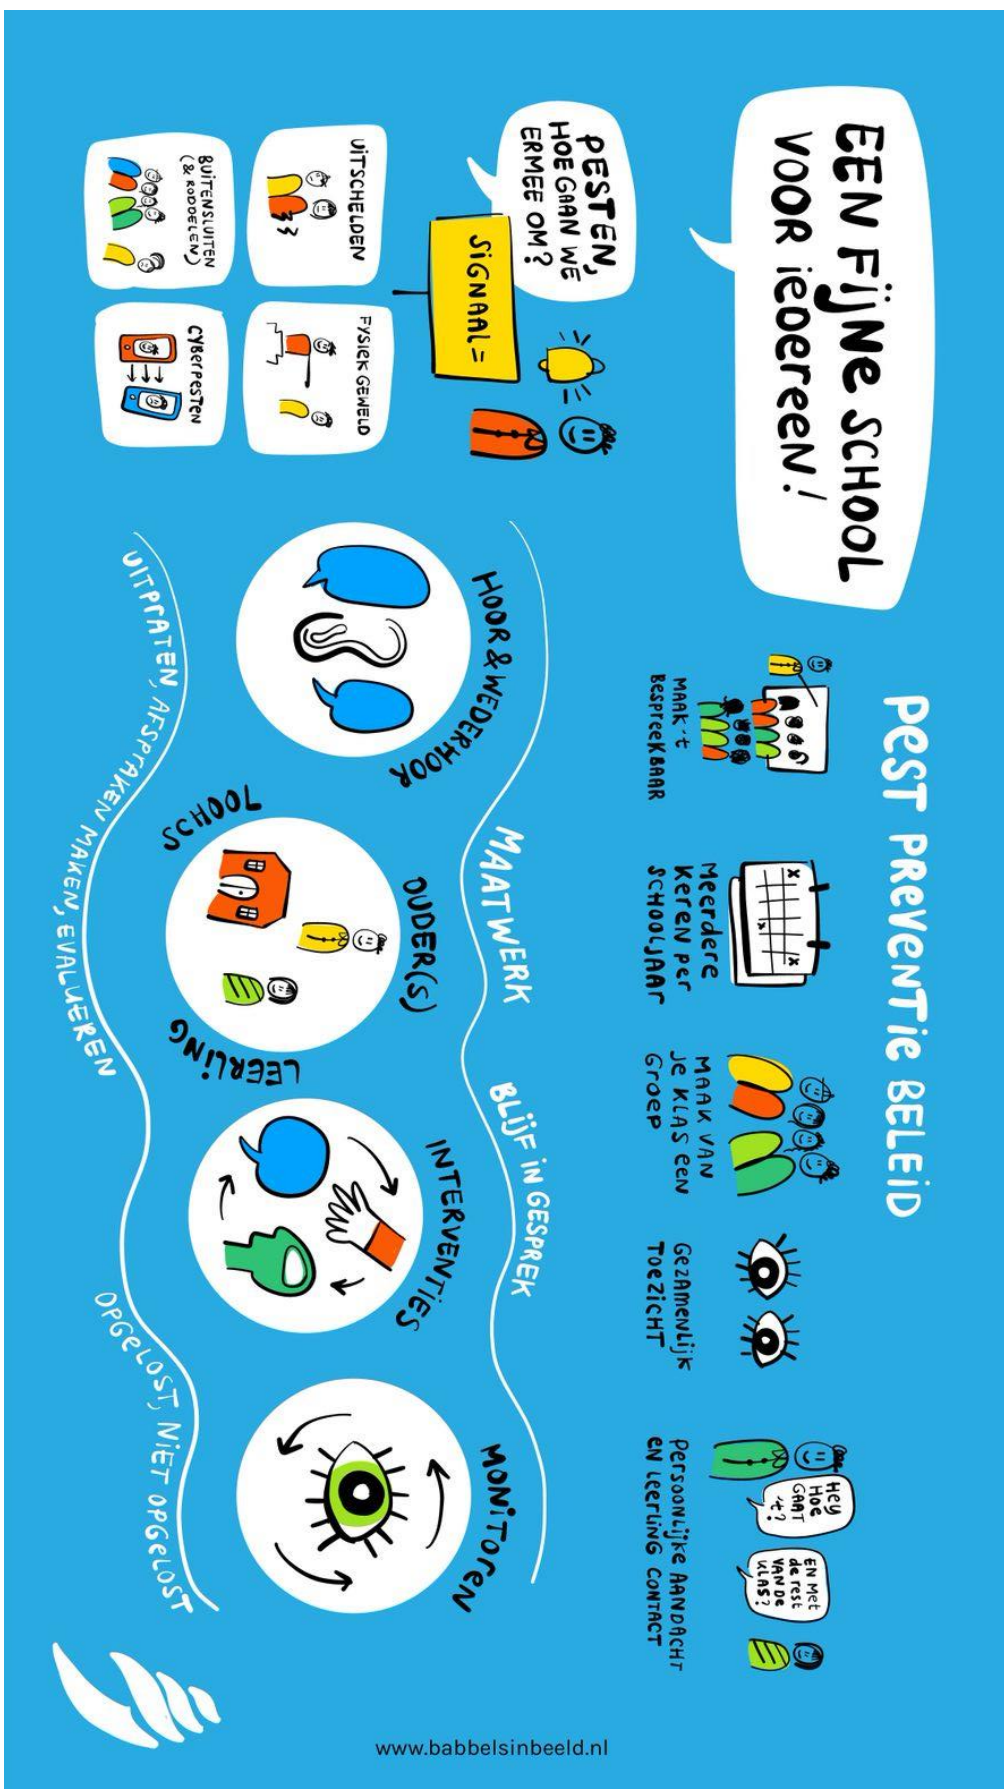 EEN FIJNE SCHOOL
VOOR IEDEREEN!
PEST PREVENTIE BELEID
MAAK 't
BESPREEKBAAR
Meerdere
keren per
SCHOOLJAAR
MAAK VAN
JE KLAS een
Groep
GEZAMENLIJK
TOEZICHT
HEY
HOE
GAAT
't?
EN Met
de rest
VAN DE
KLAS?
Persoonlijke AANDACHT
en leerling CONTACT
PESTEN,
HOE GAAN WE
ERMEE OM?
SIGNAAL =
UITSCHELDEN
FYSIEK GEWELD
BUITENSLUITEN
(& RODDELEN)
CYBERPESTEN
MAATWERK
BLIJF IN GESPREK
HOOR & WEDERHOOR
SCHOOL
OUDER(S)
LEERLING
INTERVENTIES
MONITOREN
UITPRATEN, AFSPRAKEN MAKEN, EVALUEREN
OPGELOST, NIET OPGELOST
www.babbelsinbeeld.nl